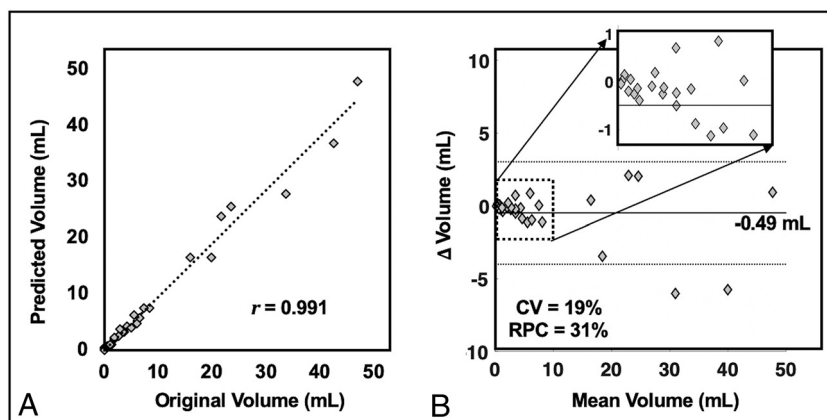 50
40
30
20
10
0
Predicted Volume (mL)
r = 0.991
0 10 20 30 40 50
Original Volume (mL)
A
10
5
0
-5
-10
Δ Volume (mL)
1
0
-1
-0.49 mL
CV = 19%
RPC = 31%
0 10 20 30 40 50
Mean Volume (mL)
B